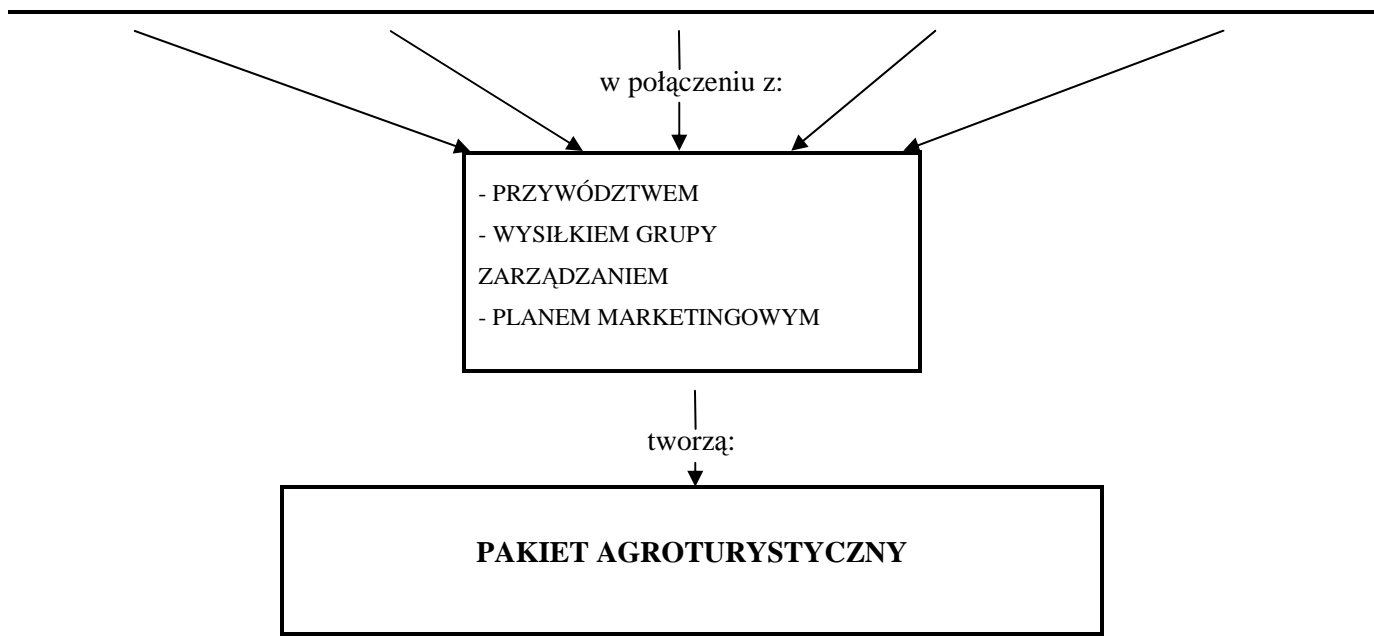 w połączeniu z:
- PRZYWÓDZTWEM
- WYSIŁKIEM GRUPY
ZARZĄDZANIEM
- PLANEM MARKETINGOWYM
tworzą:
PAKIET AGROTURYSTYCZNY